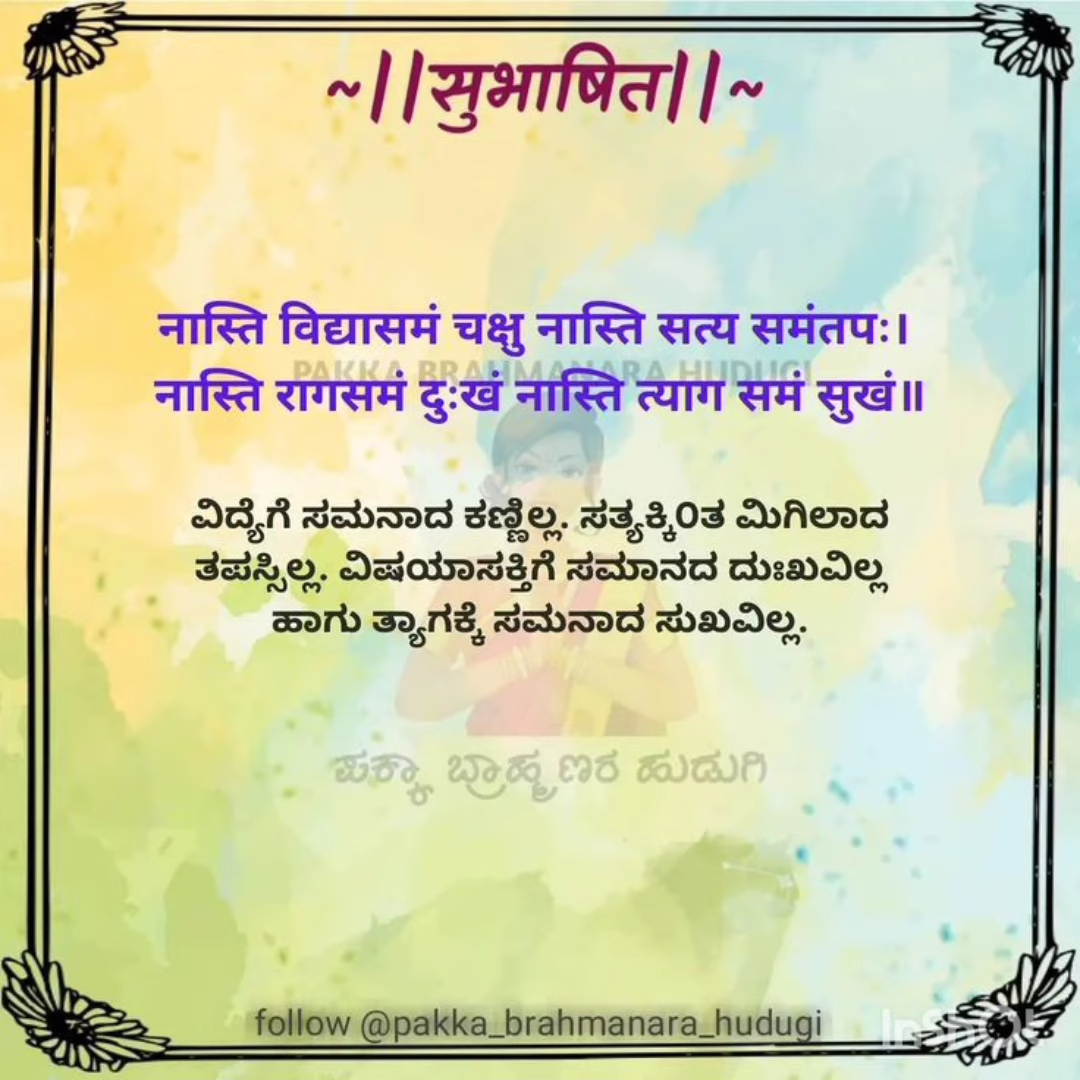 ~||सुभाषित||~
नास्ति विद्यासमं चक्षु नास्ति सत्य समंतपः।
PAKKA BRAHMANARA HUDUGI
नास्ति रागसमं दुःखं नास्ति त्याग समं सुखं॥
ವಿದ್ಯೆಗೆ ಸಮನಾದ ಕಣ್ಣಿಲ್ಲ. ಸತ್ಯಕ್ಕಿ೦ತ ಮಿಗಿಲಾದ
ತಪಸ್ಸಿಲ್ಲ. ವಿಷಯಾಸಕ್ತಿಗೆ ಸಮಾನದ ದುಃಖವಿಲ್ಲ
ಹಾಗು ತ್ಯಾಗಕ್ಕೆ ಸಮನಾದ ಸುಖವಿಲ್ಲ.
ಪಕ್ಕಾ ಬ್ರಾಹ್ಮಣರ ಹುಡುಗಿ
follow @pakka_brahmanara_hudugi
InShOt